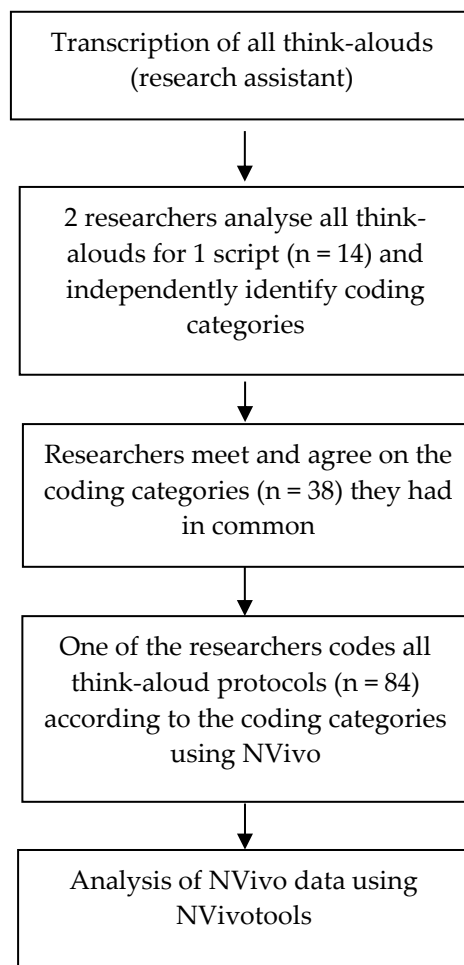 Transcription of all think-alouds
(research assistant)
2 researchers analyse all think-
alouds for 1 script (n = 14) and
independently identify coding
categories
Researchers meet and agree on the
coding categories (n = 38) they had
in common
One of the researchers codes all
think-aloud protocols (n = 84)
according to the coding categories
using NVivo
Analysis of NVivo data using
NVivotools